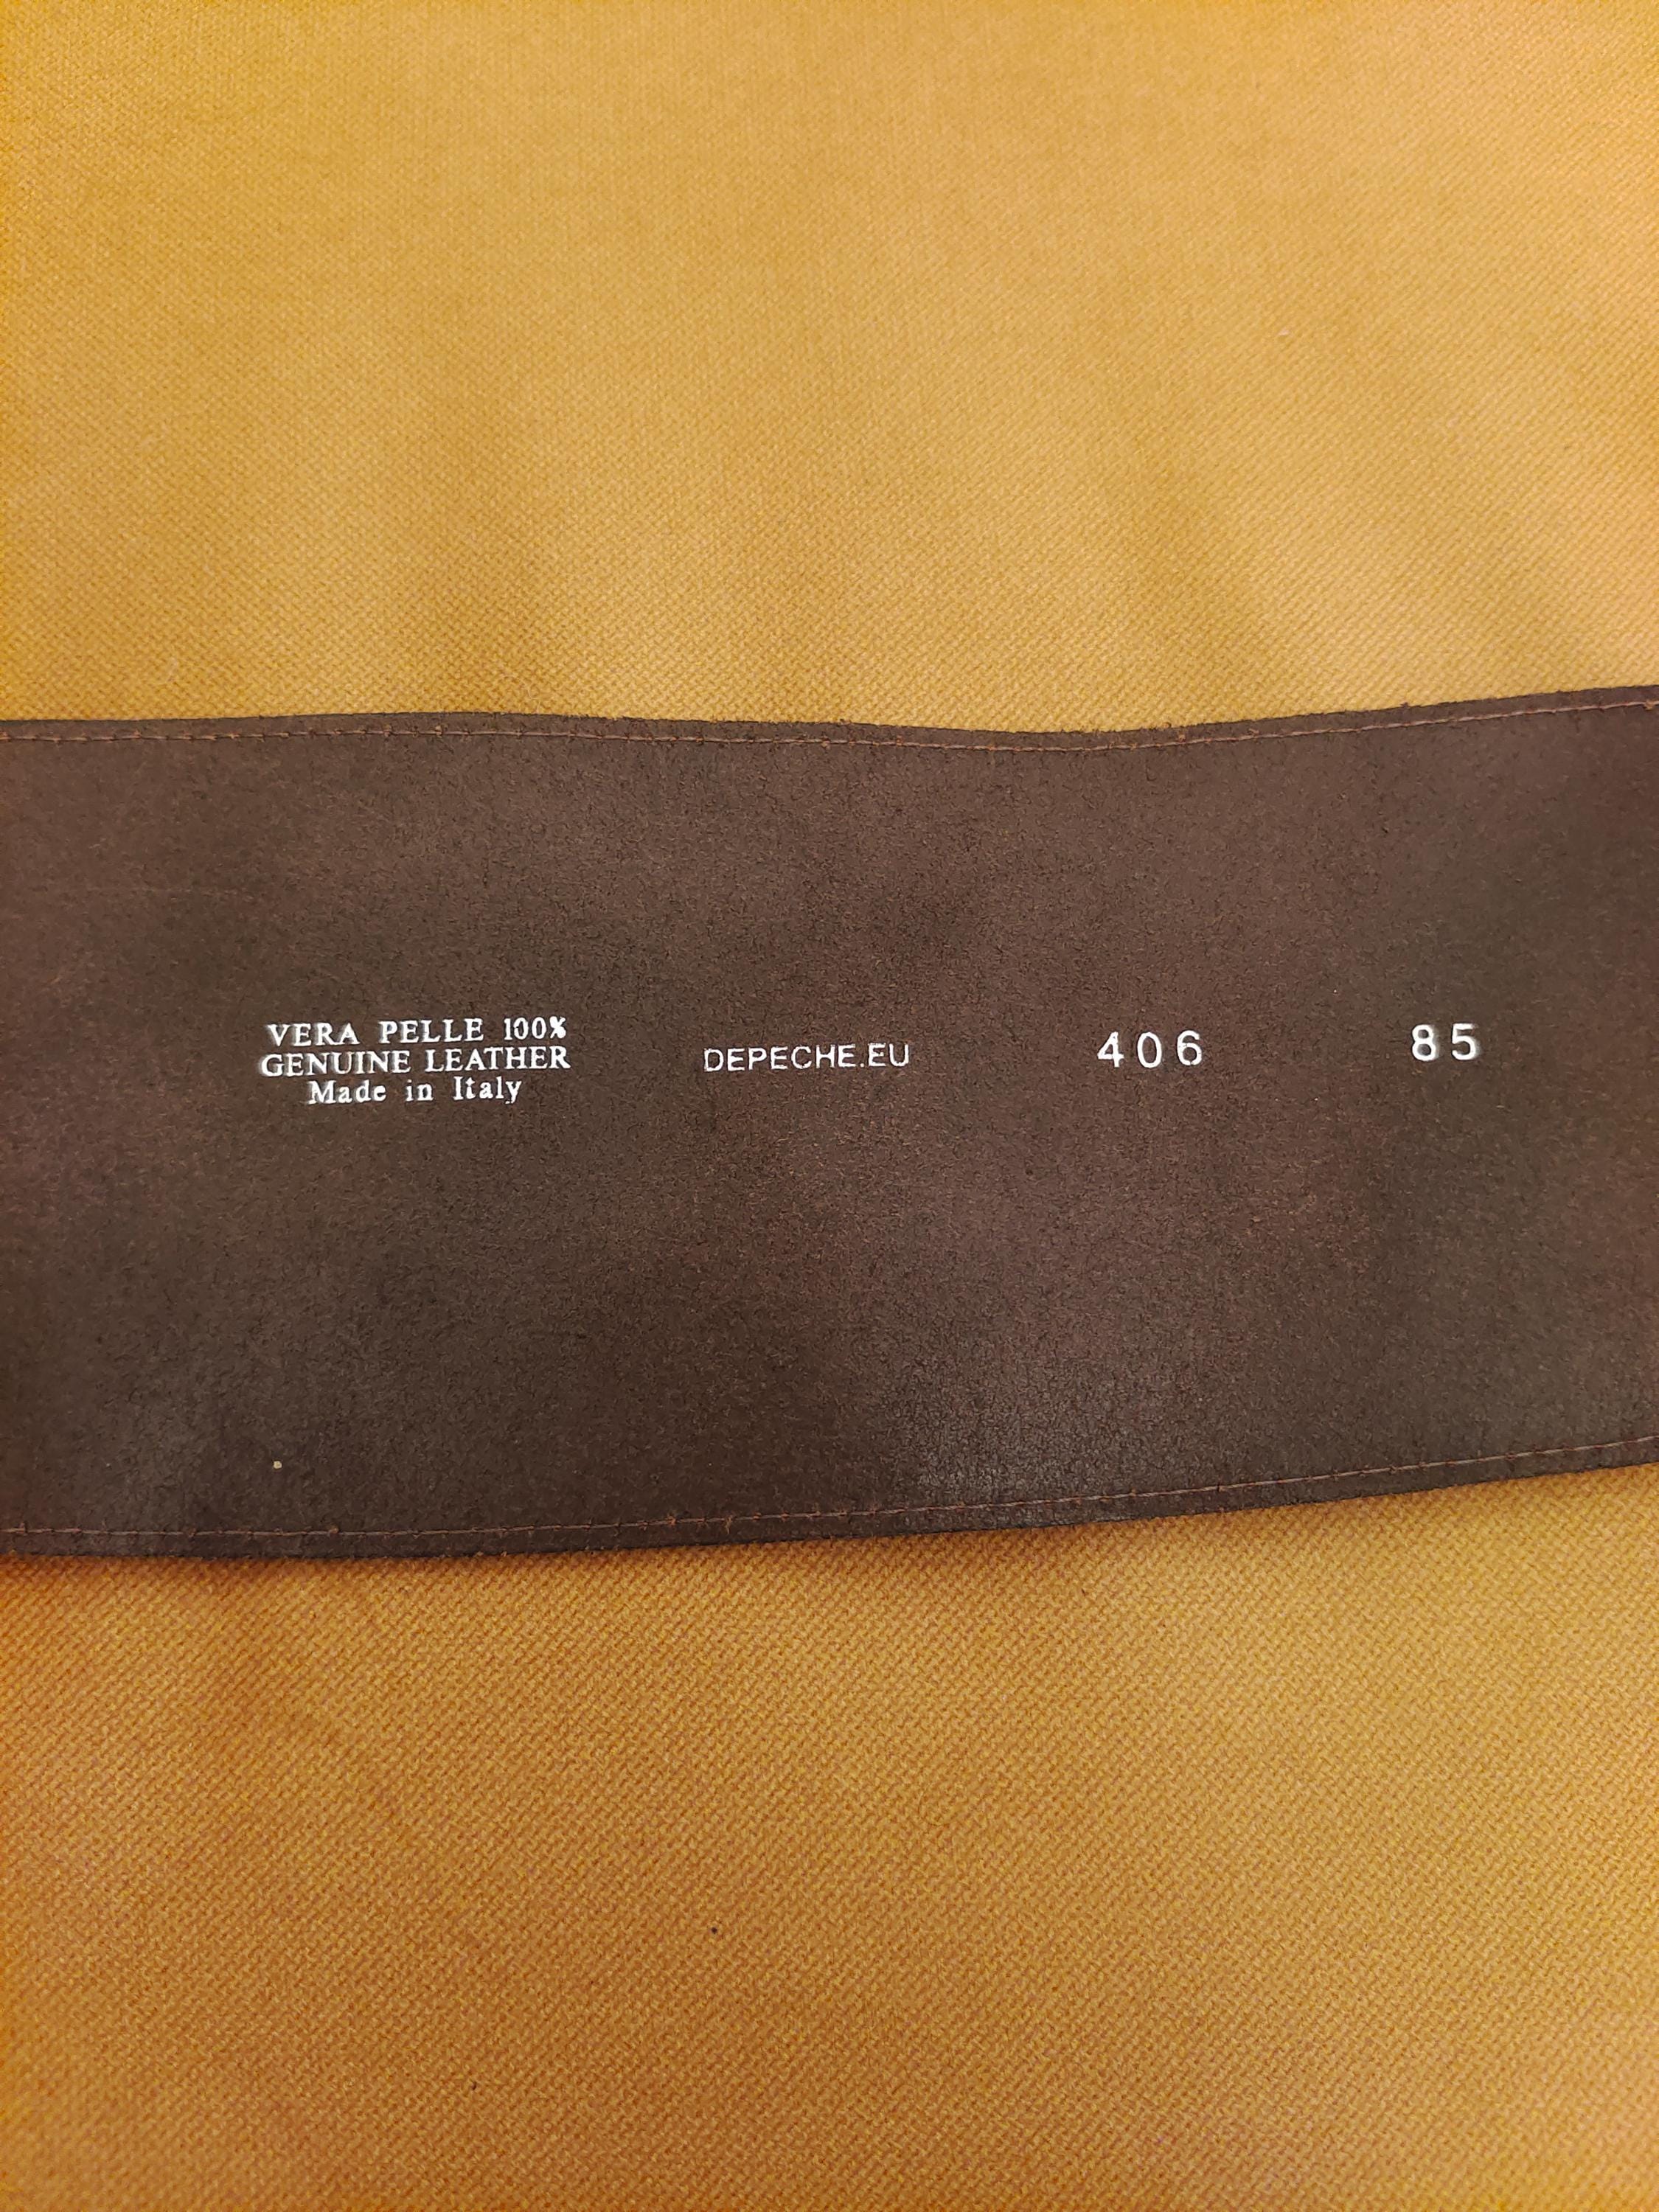 VERA PELLE 100%
GENUINE LEATHER
Made in Italy
DEPECHE.EU
406
85